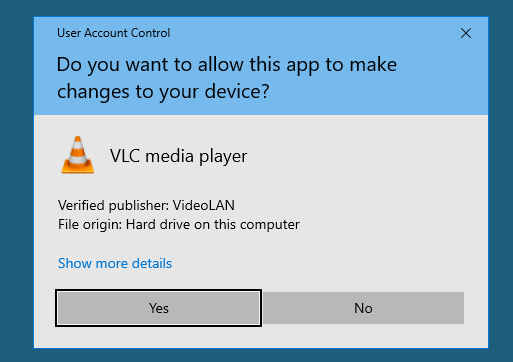 User Account Control
Do you want to allow this app to make
changes to your device?
VLC media player
Verified publisher: VideoLAN
File origin: Hard drive on this computer
Show more details
Yes
No